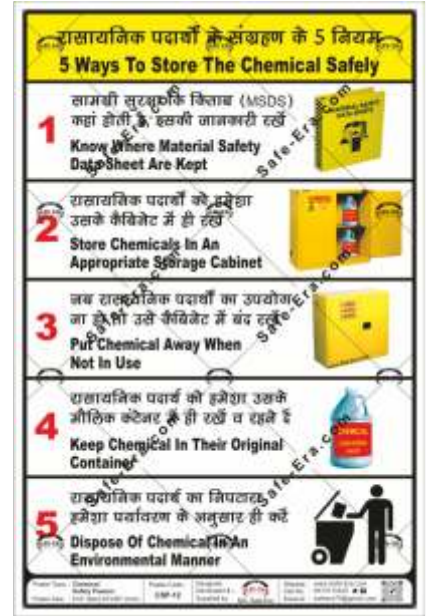 रासायनिक पदार्थों के संग्रहण के 5 नियम
5 Ways To Store The Chemical Safely
1
सामग्री सुरक्षा कि किताब (MSDS)
कहां होती है, इसकी जानकारी रखें
Know Where Material Safety
Data Sheet Are Kept
2
रासायनिक पदार्थों को हमेशा
उसके कैबिनेट में ही रखें
Store Chemicals In An
Appropriate Storage Cabinet
3
जब रासायनिक पदार्थों का उपयोग
ना हो तो उसे कैबिनेट में बंद रखें
Put Chemical Away When
Not In Use
4
रासायनिक पदार्थ को हमेशा उसके
मौलिक कंटेनर में ही रखें व रहने दें
Keep Chemical In Their Original
Container
CHEMICAL
5
रासायनिक पदार्थ का निपटारा
हमेशा पर्यावरण के अनुसार ही करें
Dispose Of Chemical In An
Environmental Manner
Safe-Era.com